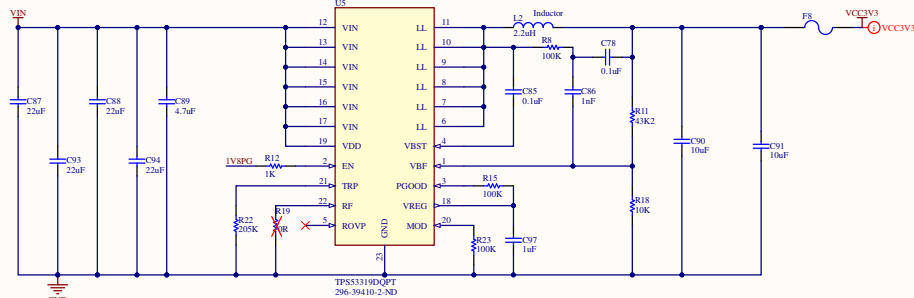 VIN
U5
12 VIN LL 11
L2 Inductor
2.2uH
F8
VCC3V3
i VCC3V3
13 VIN LL 10
R8
100K
C78
0.1uF
14 VIN LL 9
15 VIN LL 8
16 VIN LL 7
17 VIN LL 6
19 VDD VBST 4
C87
22uF
C88
22uF
C89
4.7uF
C85
0.1uF
C86
1nF
R11
43K2
C93
22uF
C94
22uF
C90
10uF
C91
10uF
1V8PG
R12
1K
2 EN VBF 1
21 TRP PGOOD 3
R15
100K
22 RF VREG 18
5 ROVP MOD 20
GND
23
R22
205K
R19
0R
R18
10K
R23
100K
C97
1uF
TPS53319DQPT
296-39410-2-ND